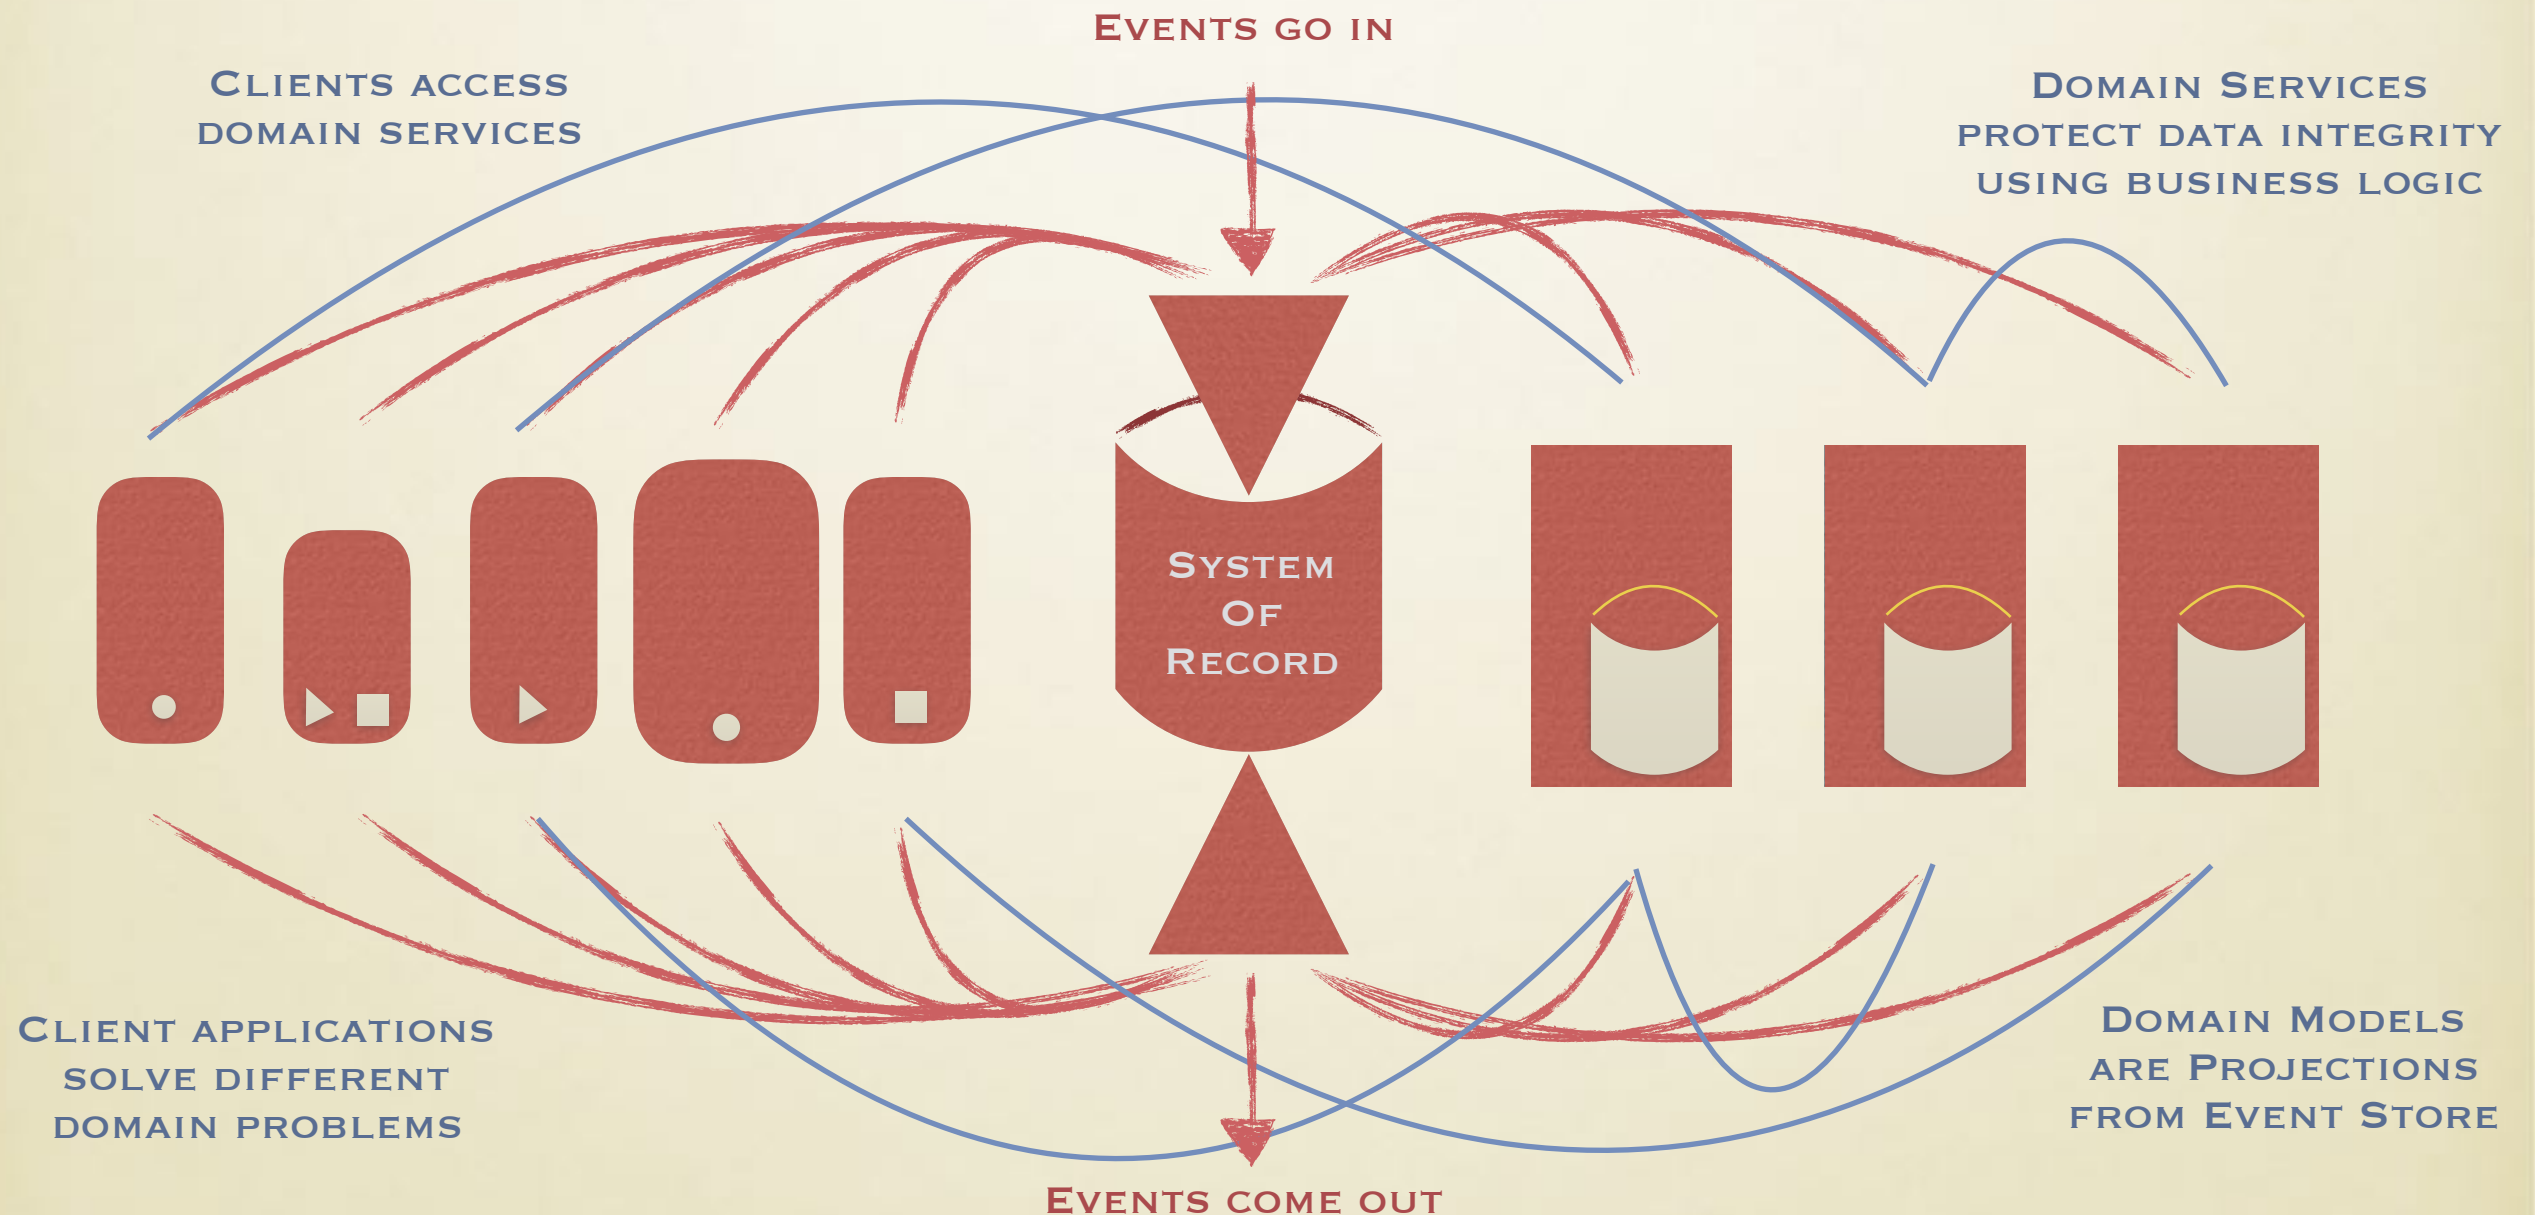 Events go in
Clients access
domain services
Domain Services
protect data integrity
using business logic
System
Of
Record
Client applications
solve different
domain problems
Domain Models
are Projections
from Event Store
Events come out